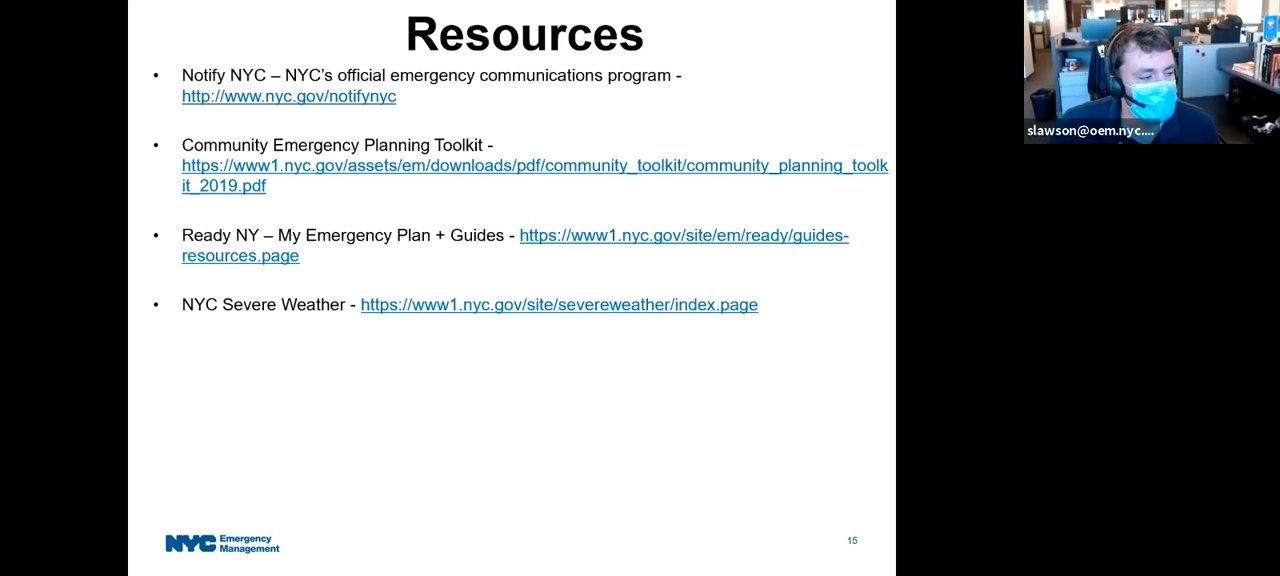 Resources
• Notify NYC – NYC's official emergency communications program -
http://www.nyc.gov/notifynyc
• Community Emergency Planning Toolkit -
https://www1.nyc.gov/assets/em/downloads/pdf/community_toolkit/community_planning_toolk
it_2019.pdf
• Ready NY – My Emergency Plan + Guides - https://www1.nyc.gov/site/em/ready/guides-
resources.page
• NYC Severe Weather - https://www1.nyc.gov/site/severeweather/index.page
NYC Emergency
Management
15
slawson@oem.nyc....